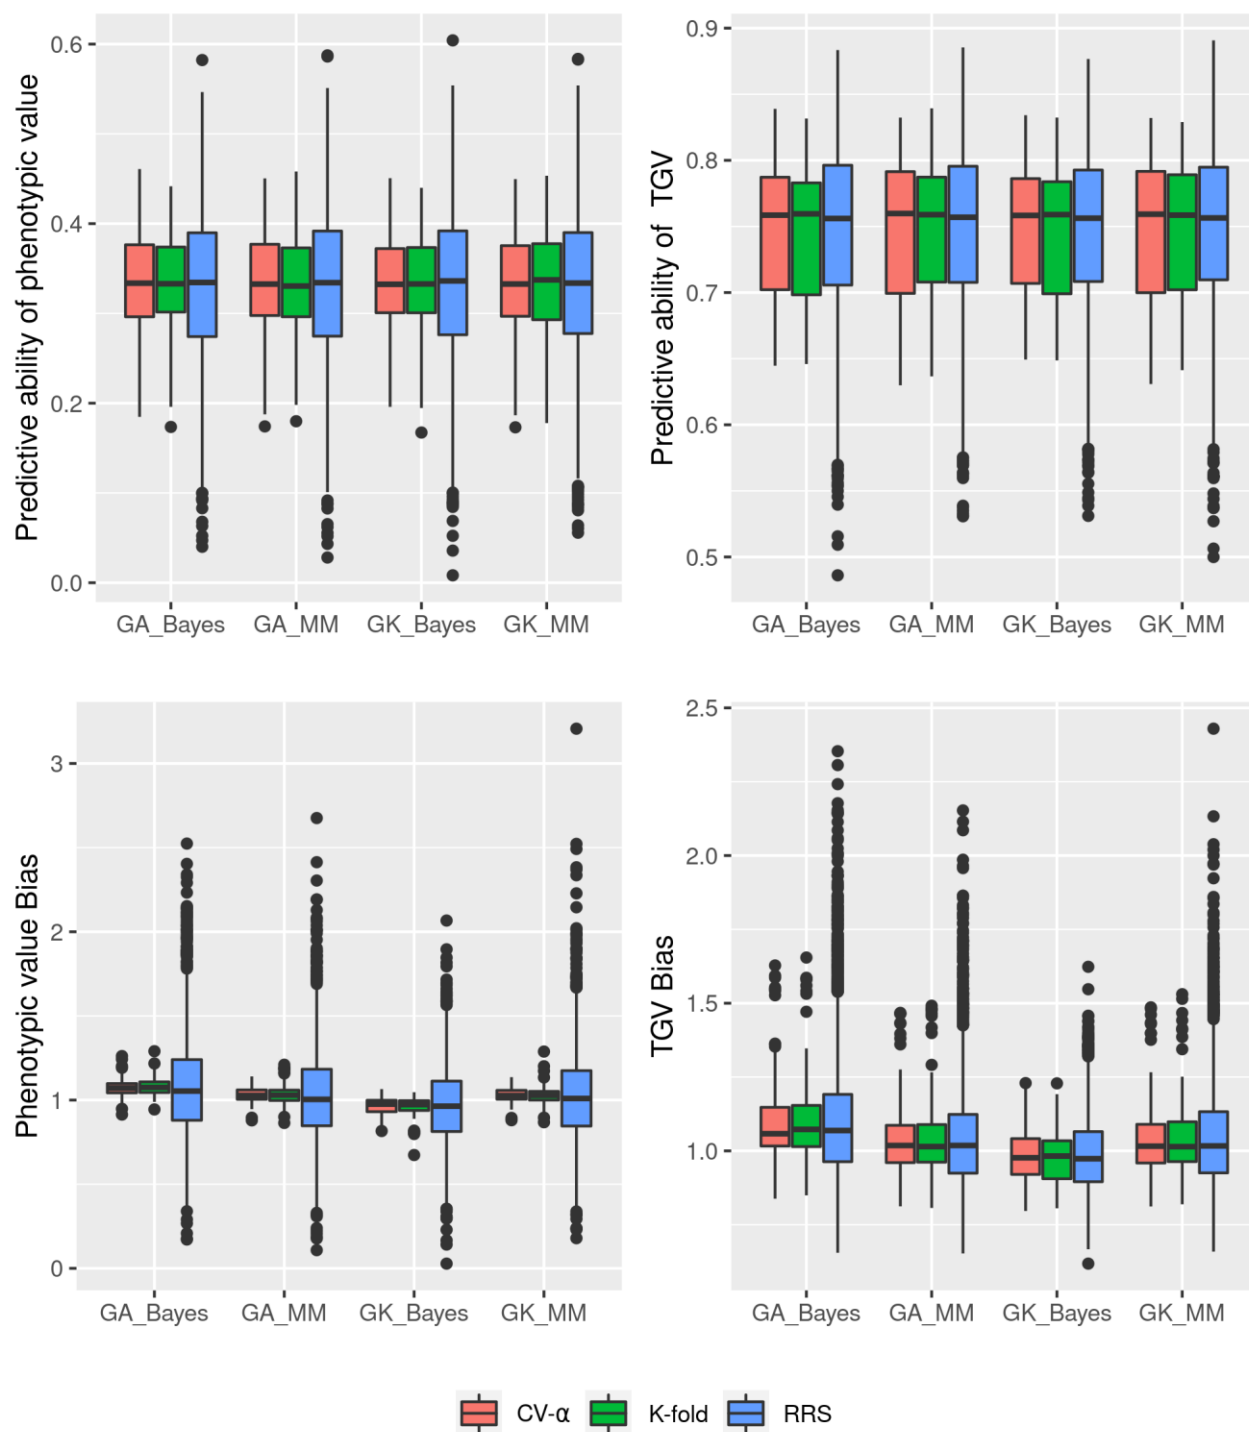 Predictive ability of phenotypic value
0.6
0.4
0.2
0.0
GA_Bayes GA_MM GK_Bayes GK_MM
Predictive ability of TGV
0.9
0.8
0.7
0.6
0.5
GA_Bayes GA_MM GK_Bayes GK_MM
Phenotypic value Bias
3
2
1
0
GA_Bayes GA_MM GK_Bayes GK_MM
TGV Bias
2.5
2.0
1.5
1.0
GA_Bayes GA_MM GK_Bayes GK_MM
CV-α K-fold RRS